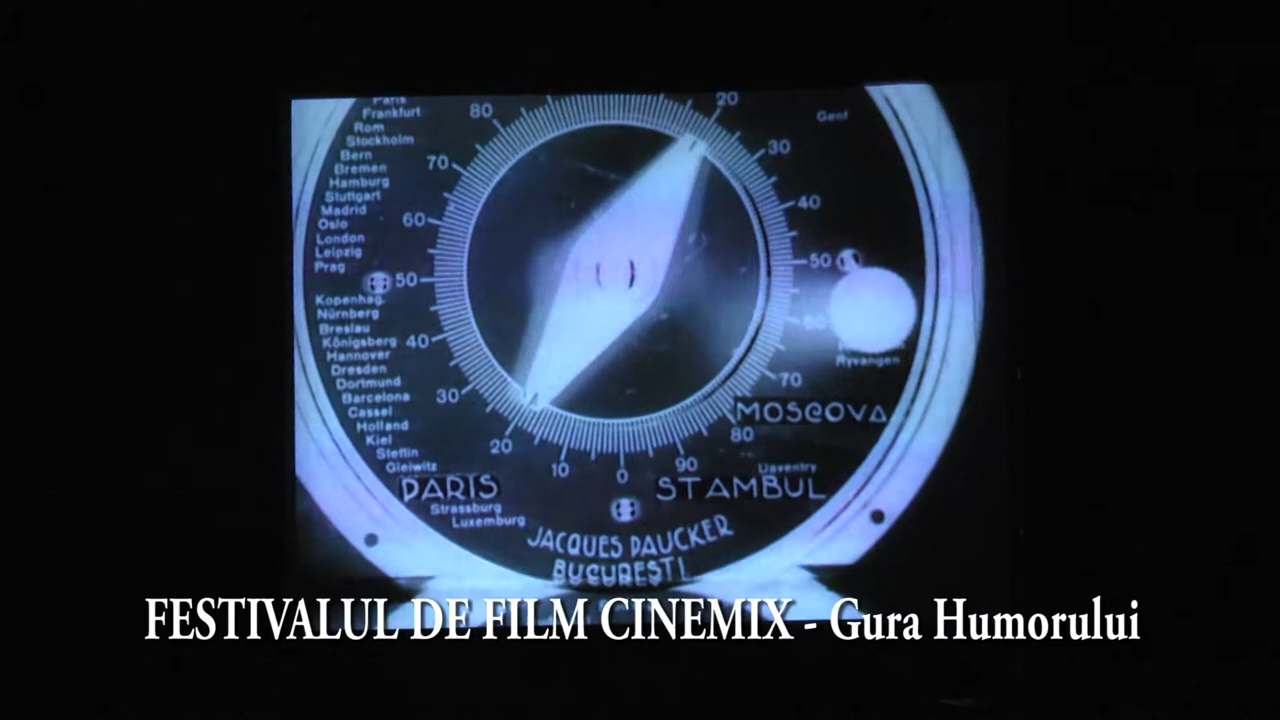 Paris
Frankfurt
Rom
Stockholm
Bern
Bremen
Hamburg
Stuttgart
Madrid
Oslo
London
Leipzig
Prag
Kopenhag.
Nürnberg
Breslau
Königsberg
Hannover
Dresden
Dortmund
Barcelona
Cassel
Holland
Kiel
Stettin
Gleiwitz
PARIS
Strassburg
Luxemburg
80
70
60
50
40
30
20
10
0
90
80
70
60
50
40
30
20
Genf
Ryvangen
MOSCOVA
Daventry
STAMBUL
JACQUES PAUCKER
BUCUREȘTI
FESTIVALUL DE FILM CINEMIX - Gura Humorului